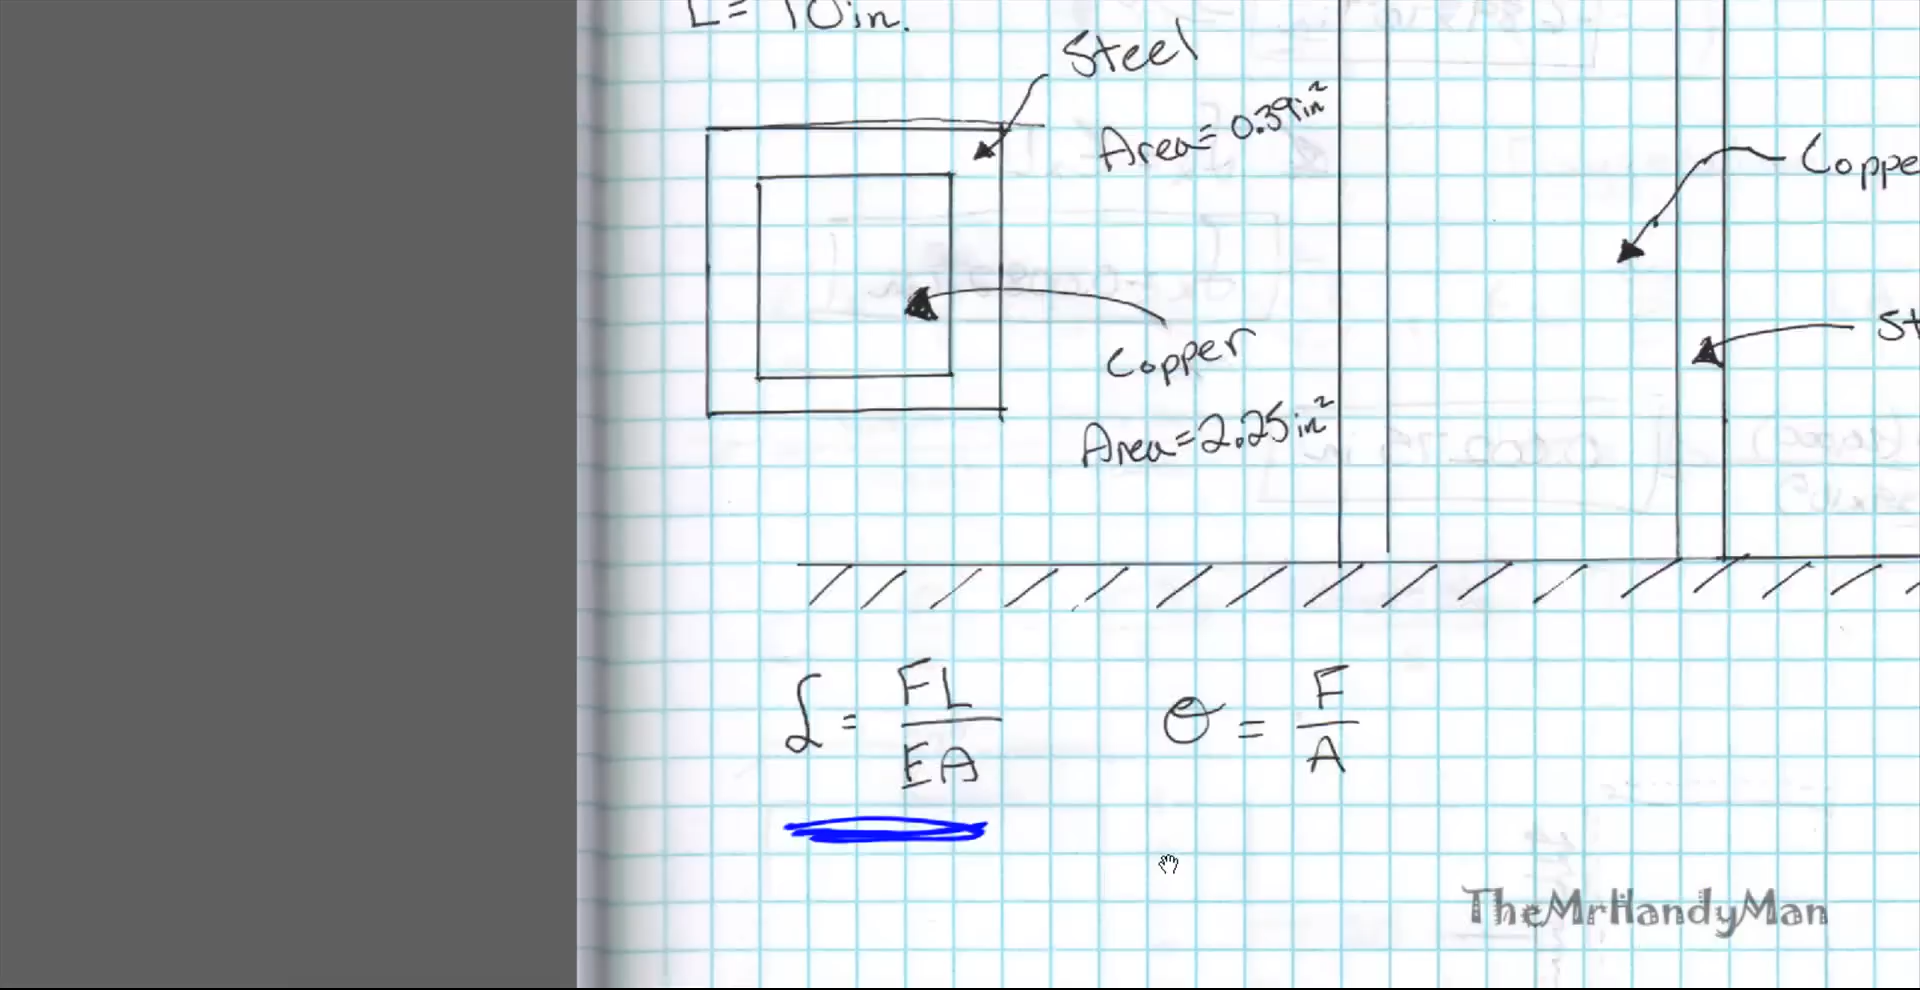 L = 10in.
Steel
Area = 0.39in²
Coppe
Copper
St
Area = 2.25in²
δ = FL / EA
σ = F / A
TheMrHandyMan